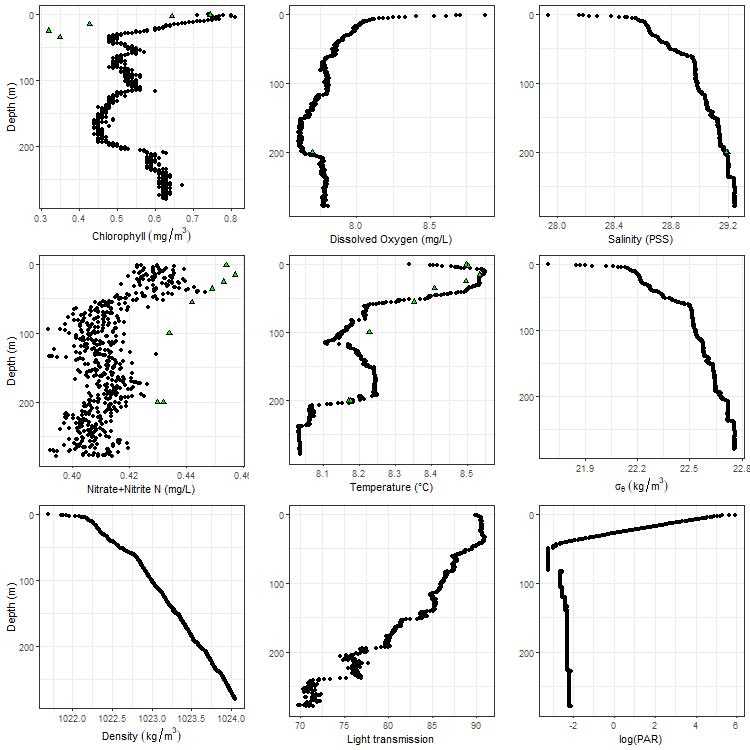 0
100
200
Depth (m)
0.3 0.4 0.5 0.6 0.7 0.8
Chlorophyll (mg/m³)
0
100
200
8.0 8.5
Dissolved Oxygen (mg/L)
0
100
200
28.0 28.4 28.8 29.2
Salinity (PSS)
0
100
200
Depth (m)
0.40 0.42 0.44 0.46
Nitrate+Nitrite N (mg/L)
0
100
200
8.1 8.2 8.3 8.4 8.5
Temperature (°C)
0
100
200
21.9 22.2 22.5 22.8
σθ (kg/m³)
0
100
200
Depth (m)
1022.0 1022.5 1023.0 1023.5 1024.0
Density (kg/m³)
0
100
200
70 75 80 85 90
Light transmission
0
100
200
-2 0 2 4 6
log(PAR)